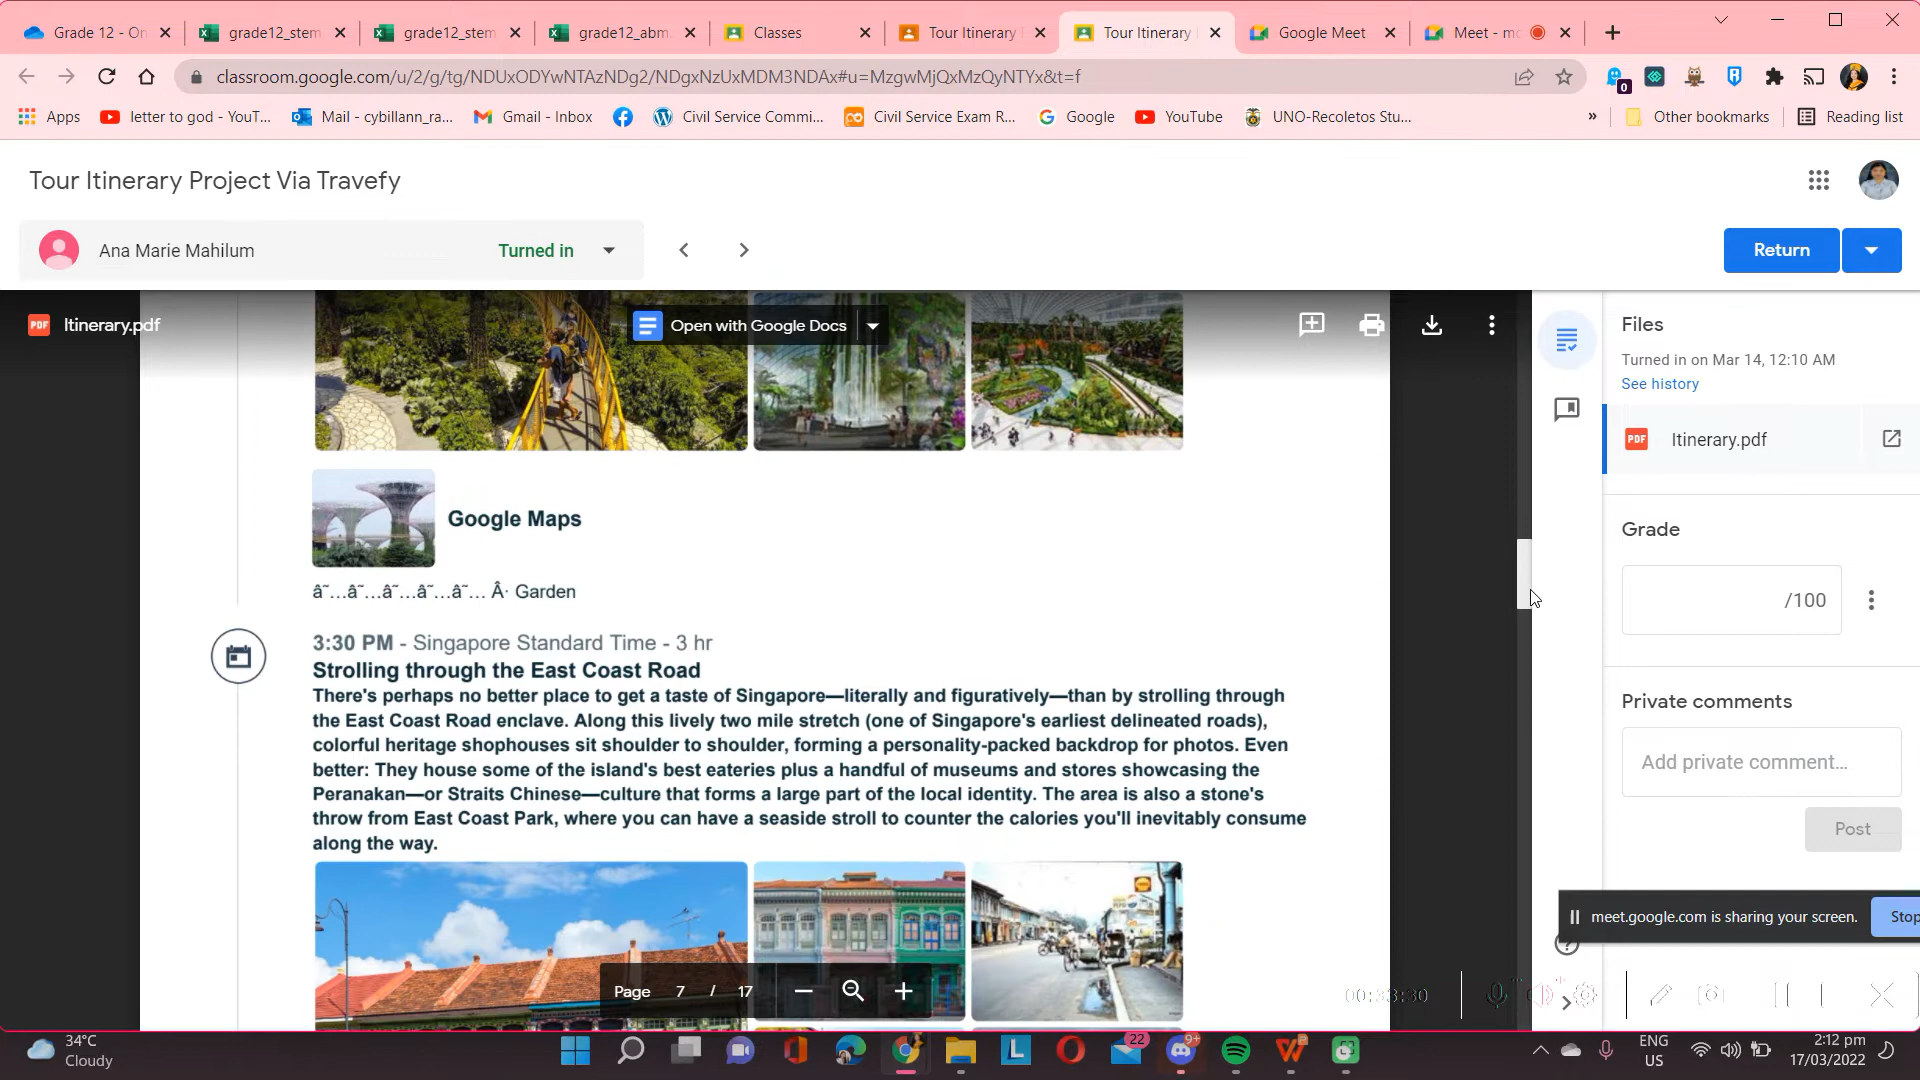 Grade 12 - On
grade12_stem
grade12_stem
grade12_abm
Classes
Tour Itinerary
Tour Itinerary
Google Meet
Meet - mc
classroom.google.com/u/2/g/tg/NDUxODYwNTAzNDg2/NDgxNzUxMDM3NDAx#u=MzgwMjQxMzQyNTYx&t=f
0
Apps
letter to god - YouT...
Mail - cybillann_ra...
Gmail - Inbox
Civil Service Commi...
Civil Service Exam R...
Google
YouTube
UNO-Recoletos Stu...
»
Other bookmarks
Reading list
Tour Itinerary Project Via Travefy
Ana Marie Mahilum
Turned in
Return
PDF
Itinerary.pdf
Open with Google Docs
Google Maps
â˜…â˜…â˜…â˜…â˜… Â· Garden
3:30 PM - Singapore Standard Time - 3 hr
Strolling through the East Coast Road
There's perhaps no better place to get a taste of Singapore—literally and figuratively—than by strolling through
the East Coast Road enclave. Along this lively two mile stretch (one of Singapore's earliest delineated roads),
colorful heritage shophouses sit shoulder to shoulder, forming a personality-packed backdrop for photos. Even
better: They house some of the island's best eateries plus a handful of museums and stores showcasing the
Peranakan—or Straits Chinese—culture that forms a large part of the local identity. The area is also a stone's
throw from East Coast Park, where you can have a seaside stroll to counter the calories you'll inevitably consume
along the way.
Page 7 / 17
Files
Turned in on Mar 14, 12:10 AM
See history
PDF
Itinerary.pdf
Grade
/100
Private comments
Add private comment...
Post
meet.google.com is sharing your screen.
Stop
00:33:30
34°C
Cloudy
22
9+
ENG
US
2:12 pm
17/03/2022